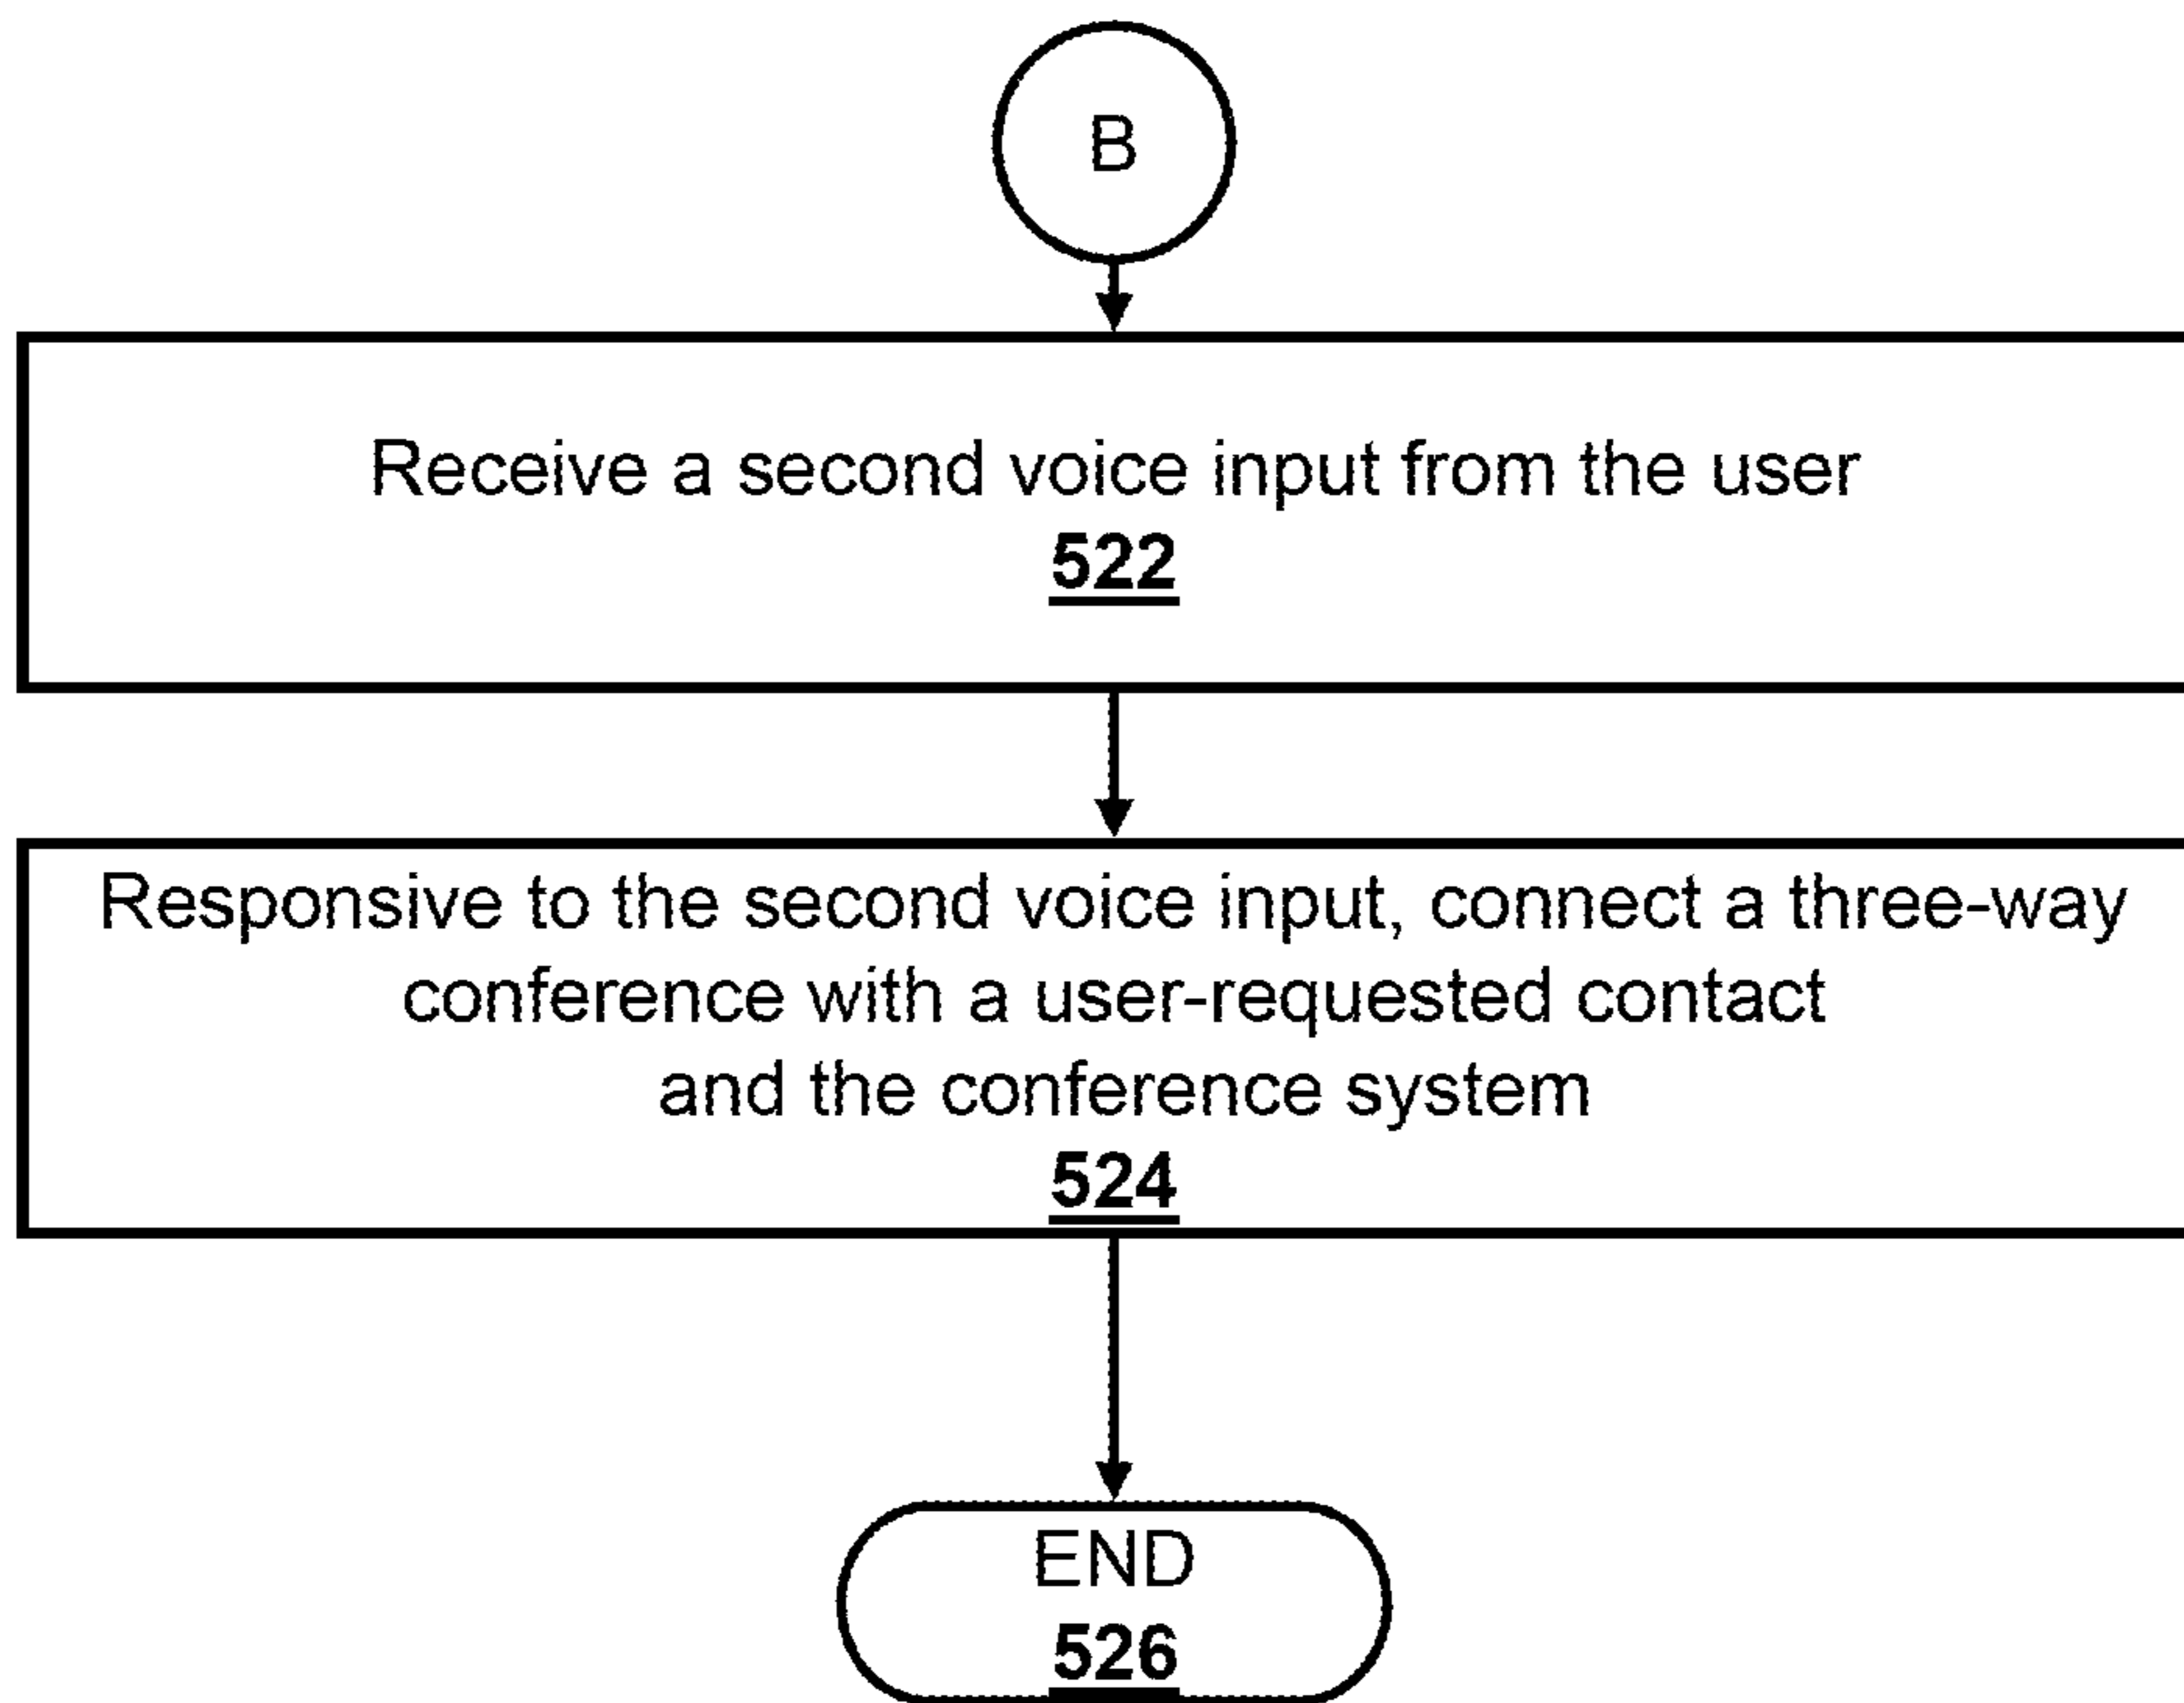 B
Receive a second voice input from the user
522
Responsive to the second voice input, connect a three-way
conference with a user-requested contact
and the conference system
524
END
526